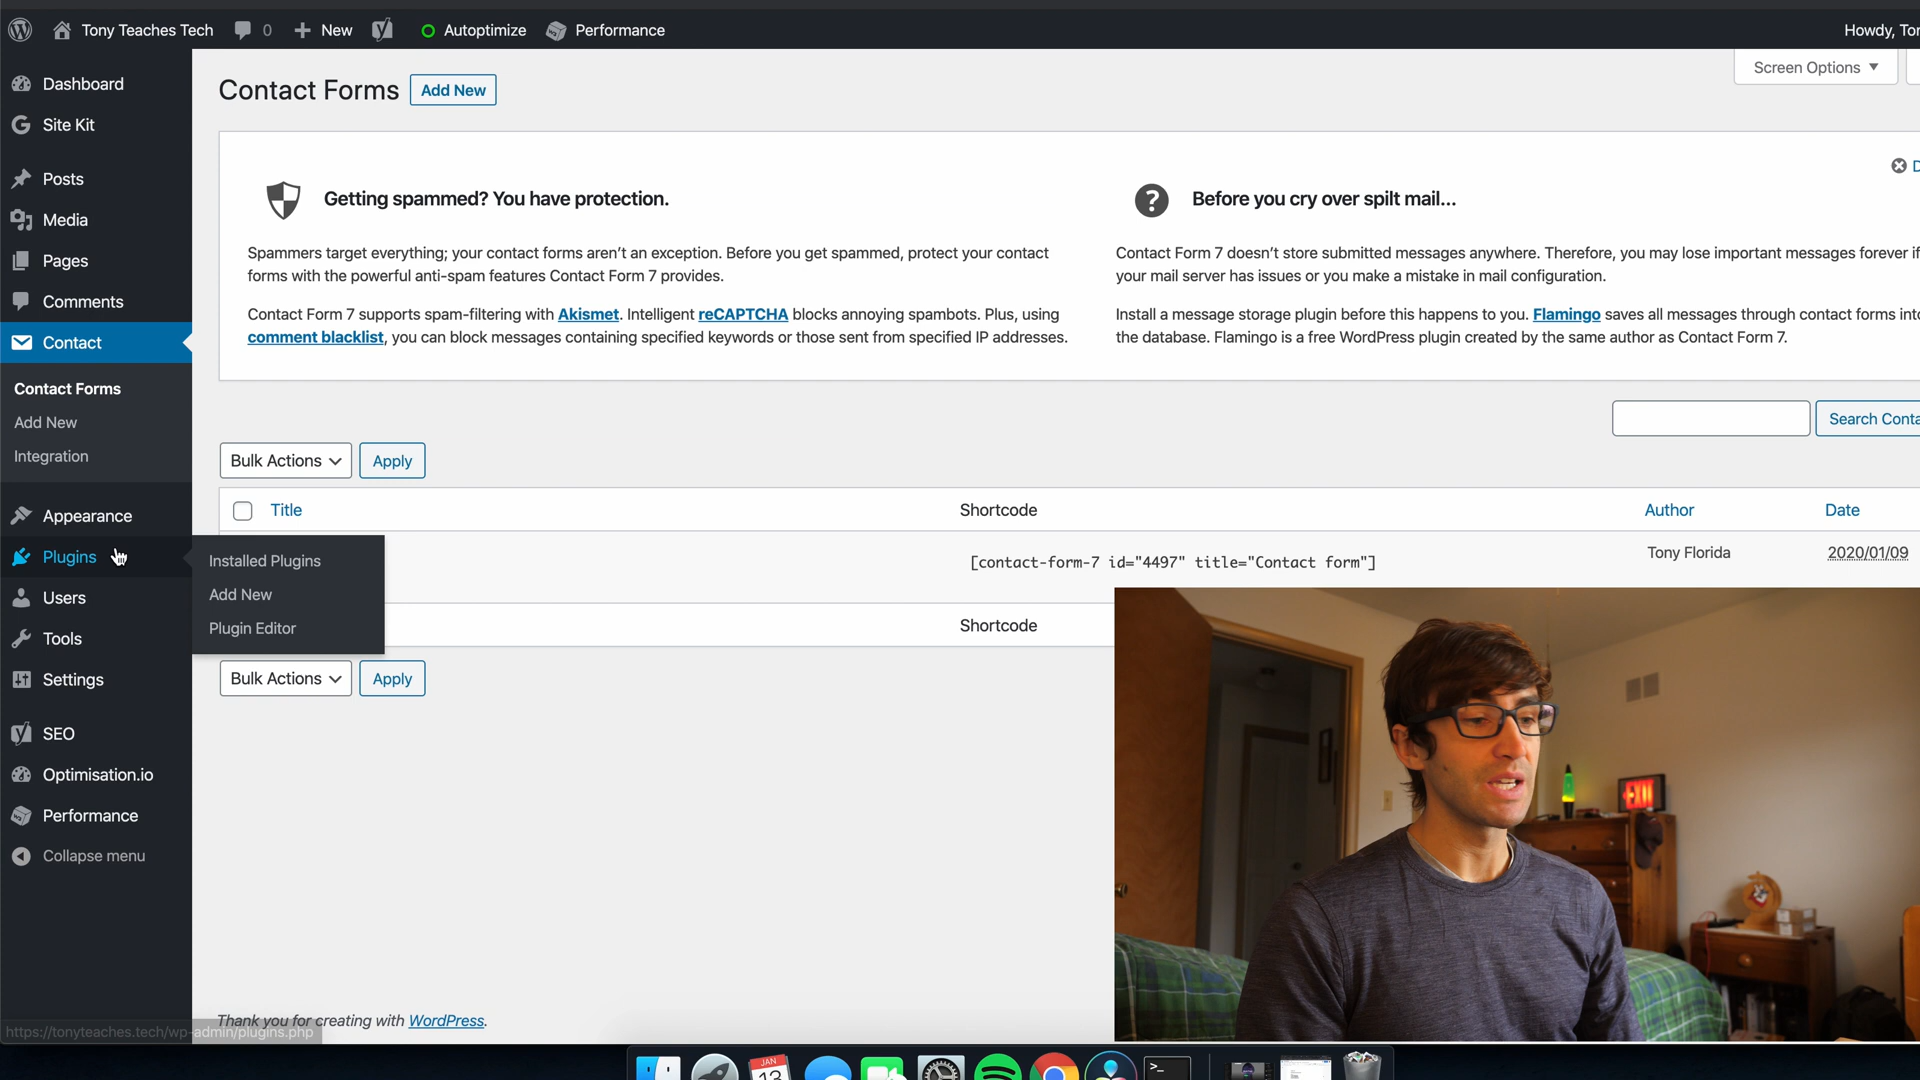 Tony Teaches Tech
0
New
Autoptimize
Performance
Howdy, Tor
Dashboard
Site Kit
Posts
Media
Pages
Comments
Contact
Contact Forms
Add New
Integration
Appearance
Plugins
Users
Tools
Settings
SEO
Optimisation.io
Performance
Collapse menu
Installed Plugins
Add New
Plugin Editor
Contact Forms
Add New
Screen Options
D
Getting spammed? You have protection.
Spammers target everything; your contact forms aren't an exception. Before you get spammed, protect your contact
forms with the powerful anti-spam features Contact Form 7 provides.
Contact Form 7 supports spam-filtering with Akismet. Intelligent reCAPTCHA blocks annoying spambots. Plus, using
comment blacklist, you can block messages containing specified keywords or those sent from specified IP addresses.
Before you cry over spilt mail...
Contact Form 7 doesn't store submitted messages anywhere. Therefore, you may lose important messages forever if
your mail server has issues or you make a mistake in mail configuration.
Install a message storage plugin before this happens to you. Flamingo saves all messages through contact forms into
the database. Flamingo is a free WordPress plugin created by the same author as Contact Form 7.
Search Conta
Bulk Actions
Apply
Title
Shortcode
Author
Date
[contact-form-7 id="4497" title="Contact form"]
Tony Florida
2020/01/09
Shortcode
Bulk Actions
Apply
EXIT
Thank you for creating with WordPress.
https://tonyteaches.tech/wp-admin/plugins.php
JAN
13